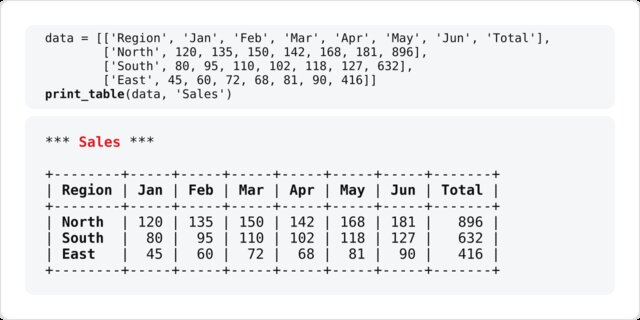 data = [['Region', 'Jan', 'Feb', 'Mar', 'Apr', 'May', 'Jun', 'Total'],
        ['North', 120, 135, 150, 142, 168, 181, 896],
        ['South', 80, 95, 110, 102, 118, 127, 632],
        ['East', 45, 60, 72, 68, 81, 90, 416]]
print_table(data, 'Sales')
*** Sales ***
+--------+-----+-----+-----+-----+-----+-----+-------+
| Region | Jan | Feb | Mar | Apr | May | Jun | Total |
+--------+-----+-----+-----+-----+-----+-----+-------+
| North  | 120 | 135 | 150 | 142 | 168 | 181 |   896 |
| South  |  80 |  95 | 110 | 102 | 118 | 127 |   632 |
| East   |  45 |  60 |  72 |  68 |  81 |  90 |   416 |
+--------+-----+-----+-----+-----+-----+-----+-------+